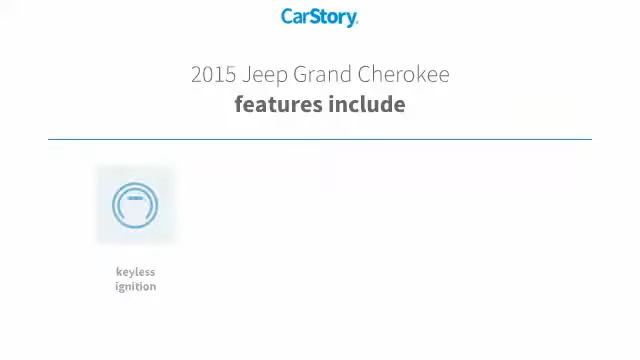 CarStory
2015 Jeep Grand Cherokee
features include
keyless
ignition